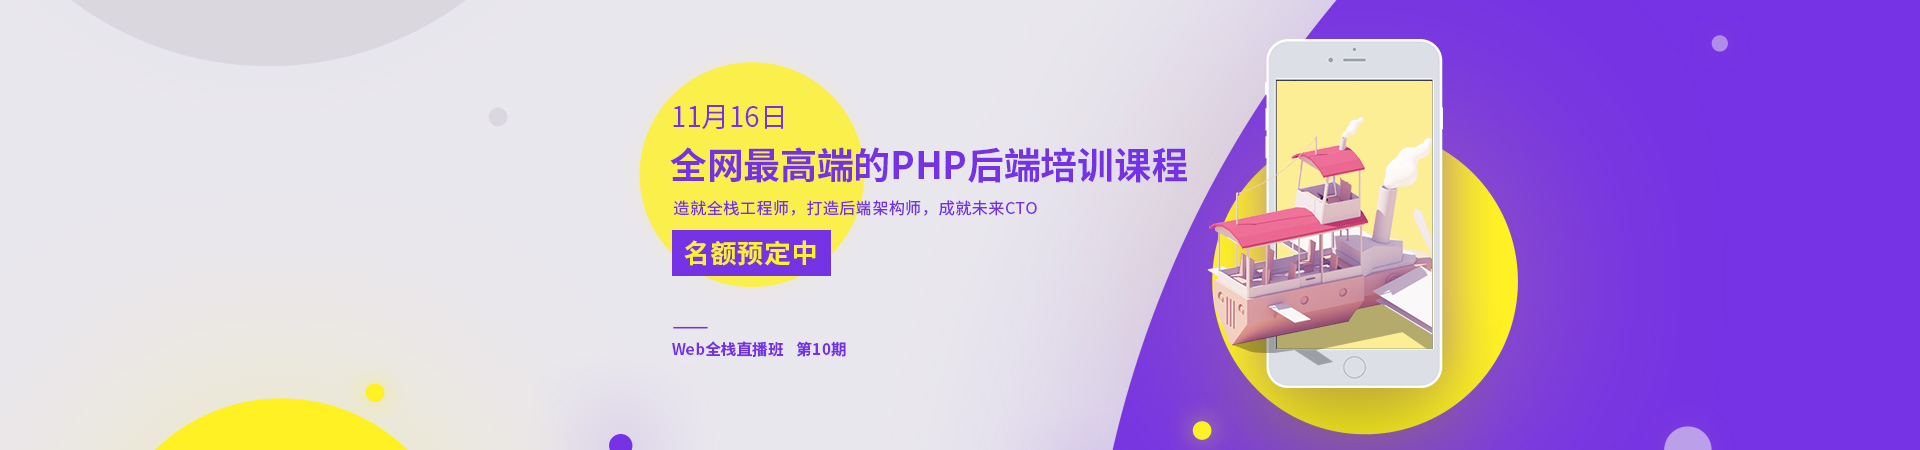 11月16日
全网最高端的PHP后端培训课程
造就全栈工程师，打造后端架构师，成就未来CTO
名额预定中
Web全栈直播班 第10期